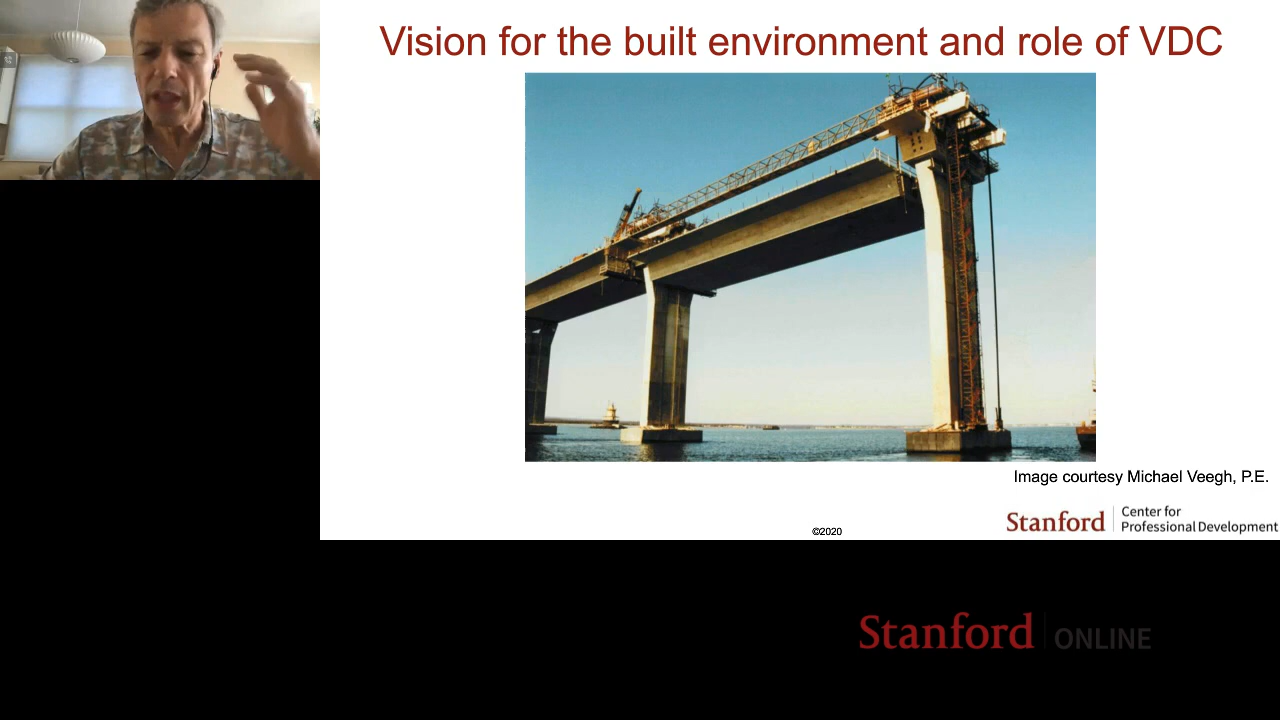 Vision for the built environment and role of VDC
Image courtesy Michael Veegh, P.E.
©2020
Stanford
Center for
Professional Development
Stanford ONLINE